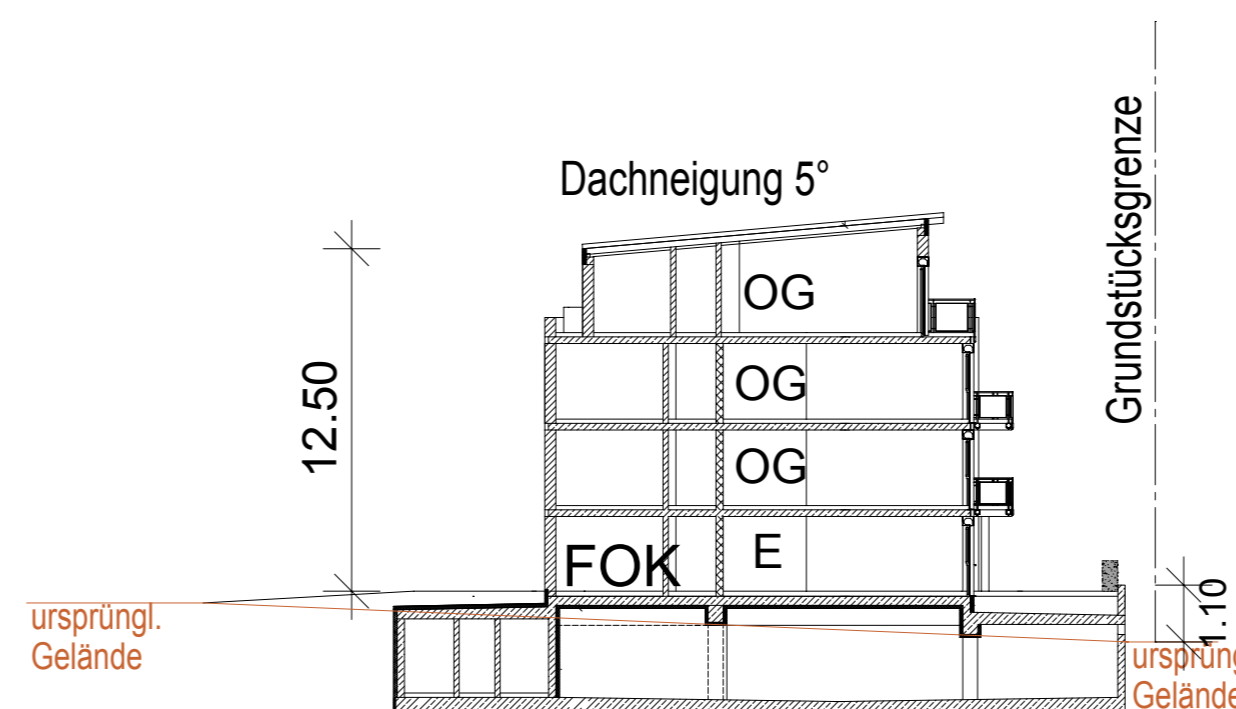 Dachneigung 5°
Grundstücksgrenze
OG
12.50
OG
OG
FOK
E
1.10
ursprüngl.
Gelände
ursprüng
Gelände